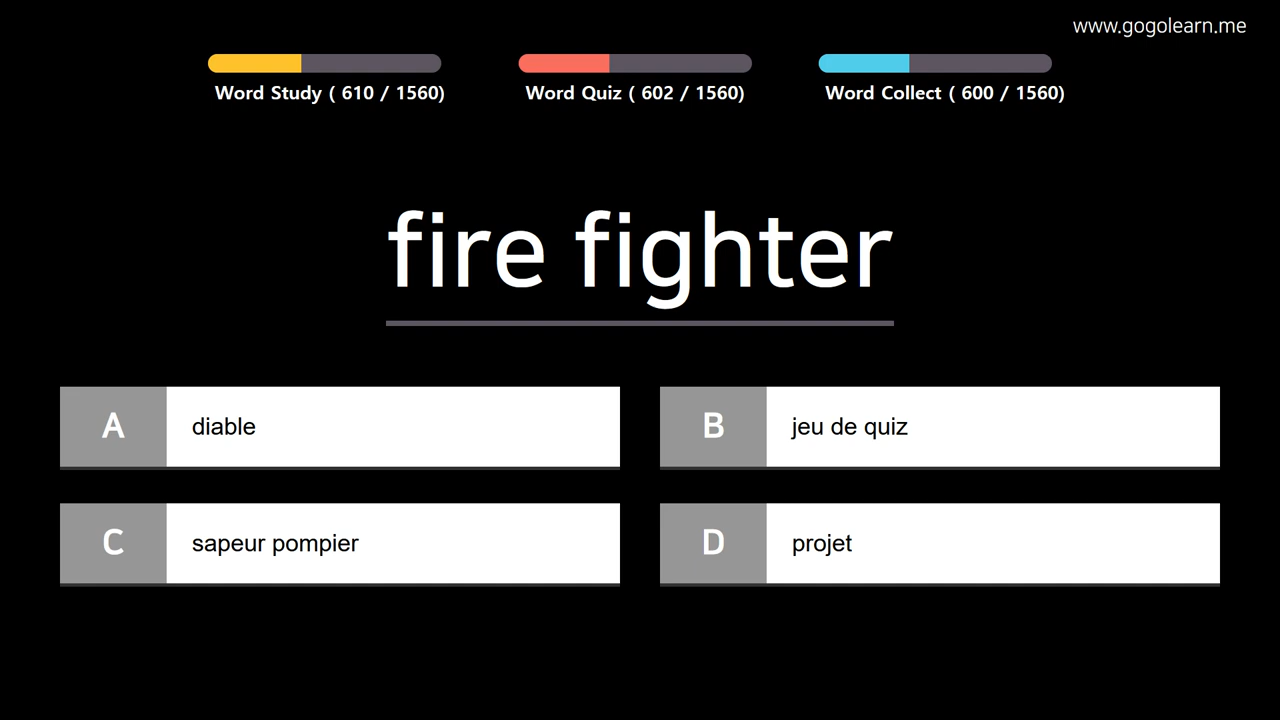 www.gogolearn.me
Word Study ( 610 / 1560)
Word Quiz ( 602 / 1560)
Word Collect ( 600 / 1560)
fire fighter
A diable
B jeu de quiz
C sapeur pompier
D projet